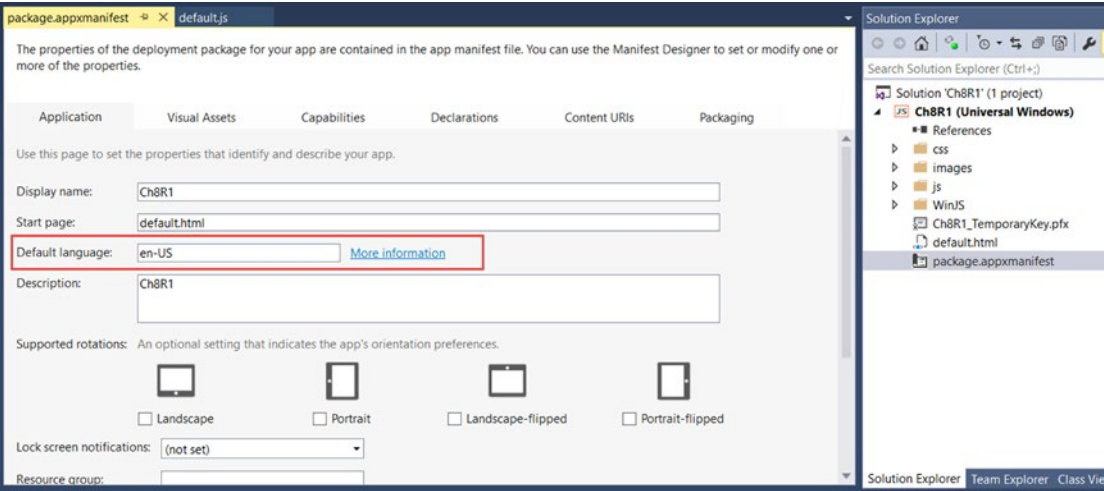 package.appxmanifest
default.js
The properties of the deployment package for your app are contained in the app manifest file. You can use the Manifest Designer to set or modify one or
more of the properties.
Application Visual Assets Capabilities Declarations Content URIs Packaging
Use this page to set the properties that identify and describe your app.
Display name: Ch8R1
Start page: default.html
Default language: en-US More information
Description: Ch8R1
Supported rotations: An optional setting that indicates the app's orientation preferences.
Landscape Portrait Landscape-flipped Portrait-flipped
Lock screen notifications: (not set)
Resource group:
Solution Explorer
Search Solution Explorer (Ctrl+;)
Solution 'Ch8R1' (1 project)
JS Ch8R1 (Universal Windows)
References
css
images
js
WinJS
Ch8R1_TemporaryKey.pfx
default.html
package.appxmanifest
Solution Explorer Team Explorer Class Vie